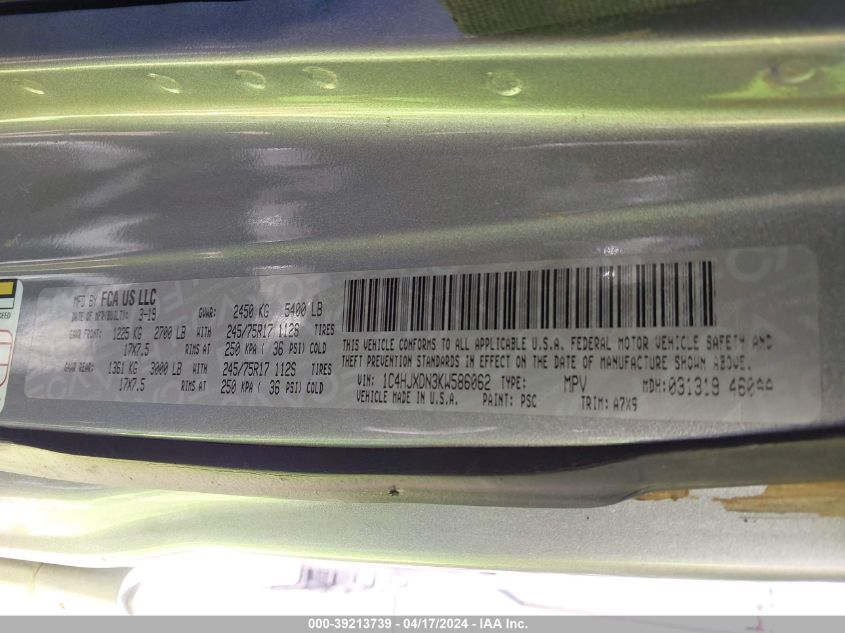 MFD BY FCA US LLC
DATE OF MFR(BUILT): 3-19 GVWR: 2450 KG 5400 LB
GAWR FRONT: 1225 KG 2700 LB WITH 245/75R17 112S TIRES
17X7.5 RIMS AT 250 KPA ( 36 PSI) COLD
GAWR REAR: 1361 KG 3000 LB WITH 245/75R17 112S TIRES
17X7.5 RIMS AT 250 KPA ( 36 PSI) COLD
THIS VEHICLE CONFORMS TO ALL APPLICABLE U.S.A. FEDERAL MOTOR VEHICLE SAFETY AND
THEFT PREVENTION STANDARDS IN EFFECT ON THE DATE OF MANUFACTURE SHOWN ABOVE.
VIN: 1C4HJXDN3KW586062 TYPE: MPV MDH: 031319
VEHICLE MADE IN U.S.A. PAINT: PSC TRIM: A7X9
000-39213739 - 04/17/2024 - IAA Inc.